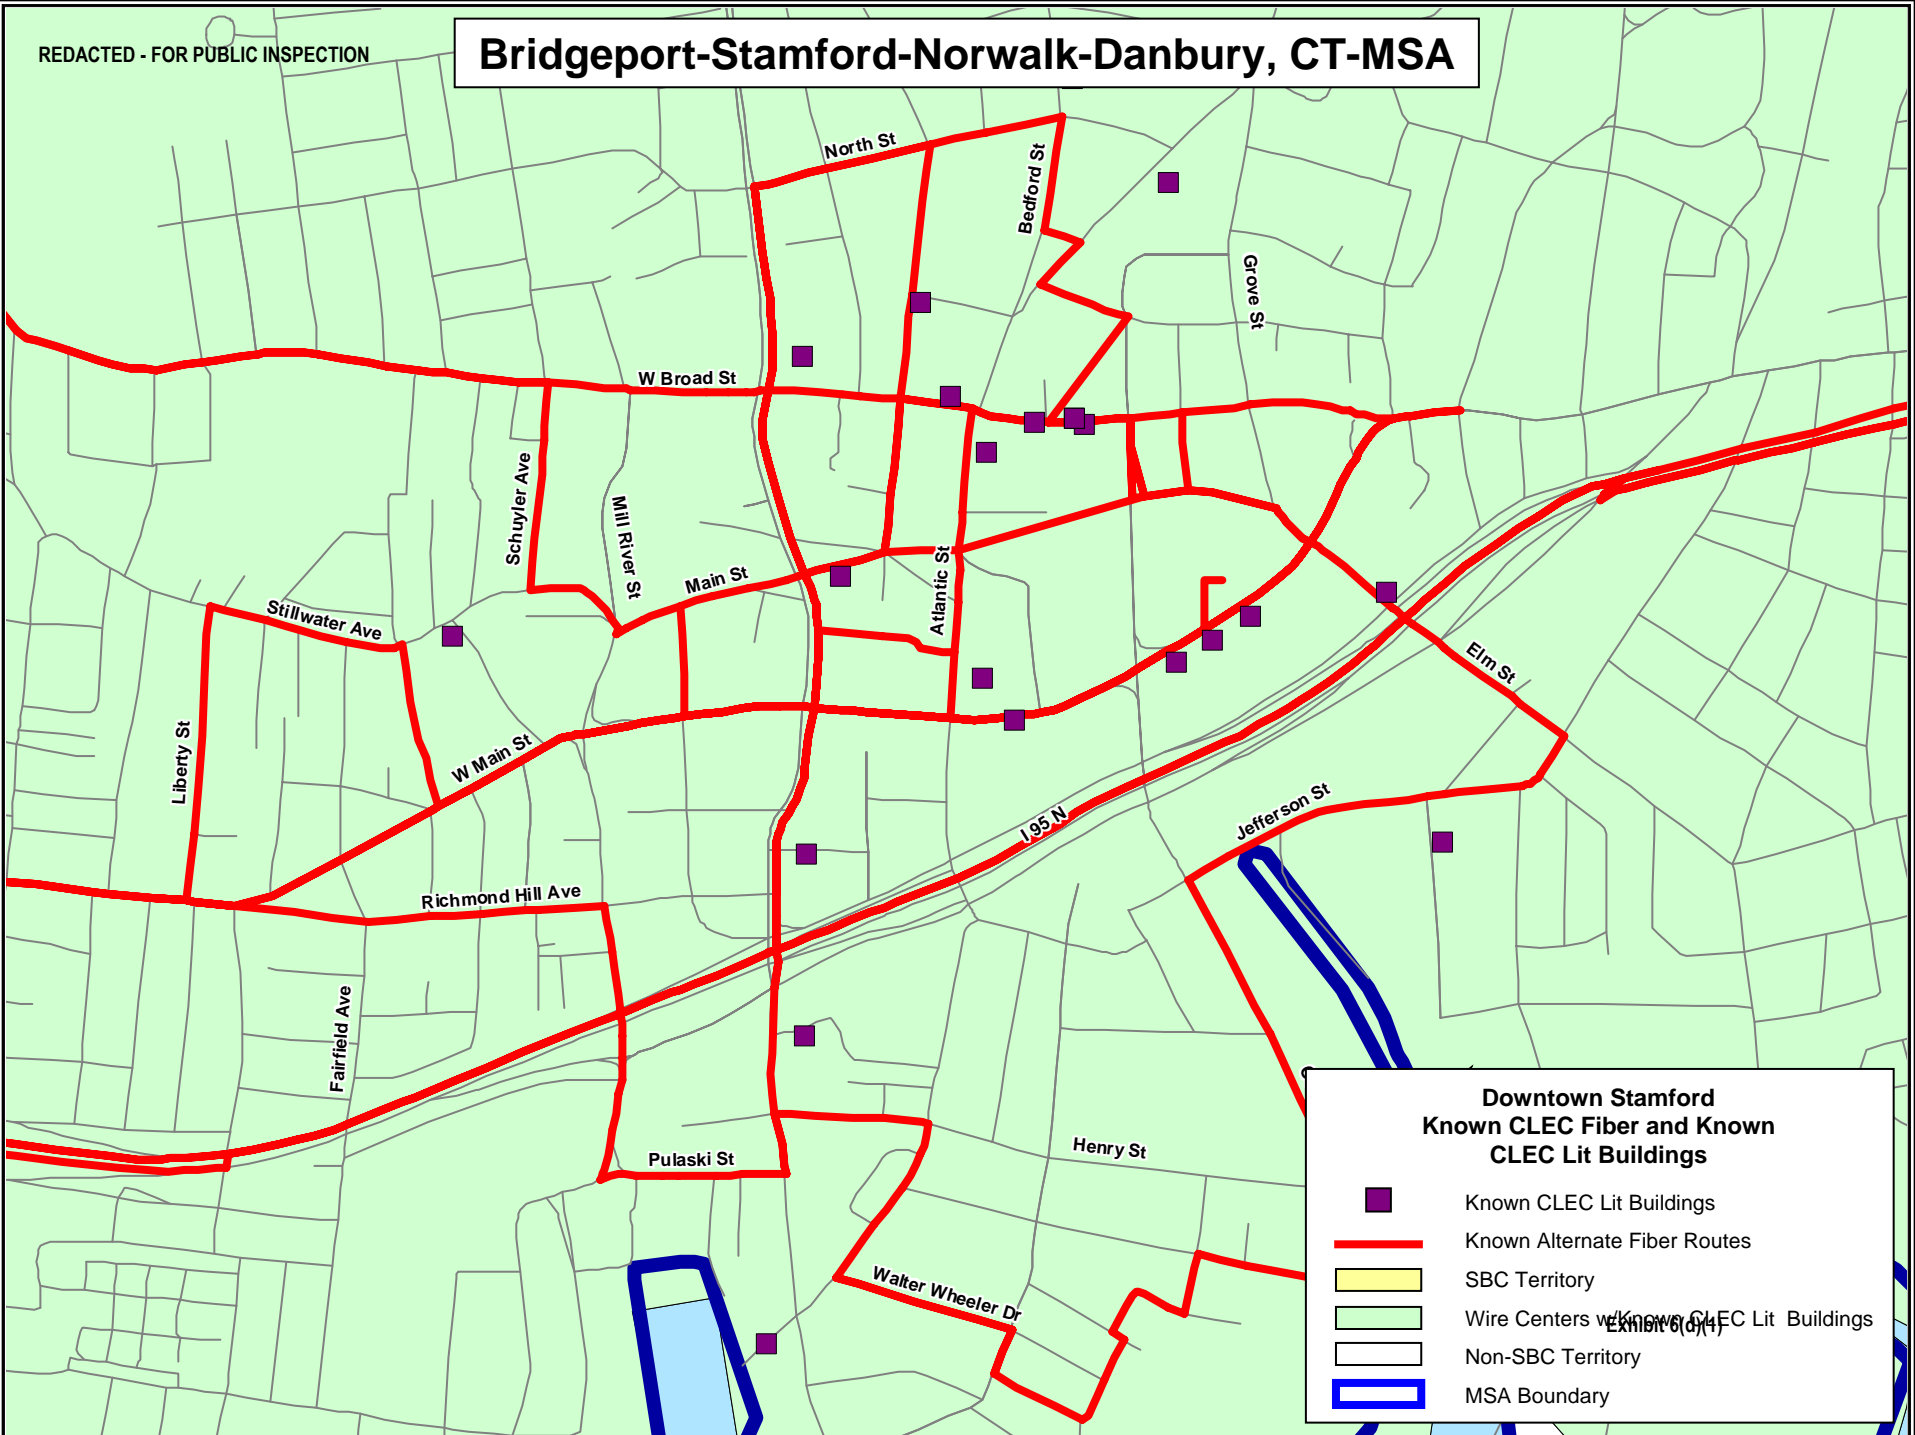 REDACTED - FOR PUBLIC INSPECTION
Bridgeport-Stamford-Norwalk-Danbury, CT-MSA
North St
Bedford St
Grove St
W Broad St
Schuyler Ave
Mill River St
Main St
Atlantic St
Stillwater Ave
Elm St
Liberty St
W Main St
I 95 N
Jefferson St
Richmond Hill Ave
Fairfield Ave
Henry St
Pulaski St
Walter Wheeler Dr
Downtown Stamford
Known CLEC Fiber and Known
CLEC Lit Buildings
Known CLEC Lit Buildings
Known Alternate Fiber Routes
SBC Territory
Wire Centers w/Known CLEC Lit Buildings
Exhibit 6(d)(1)
Non-SBC Territory
MSA Boundary